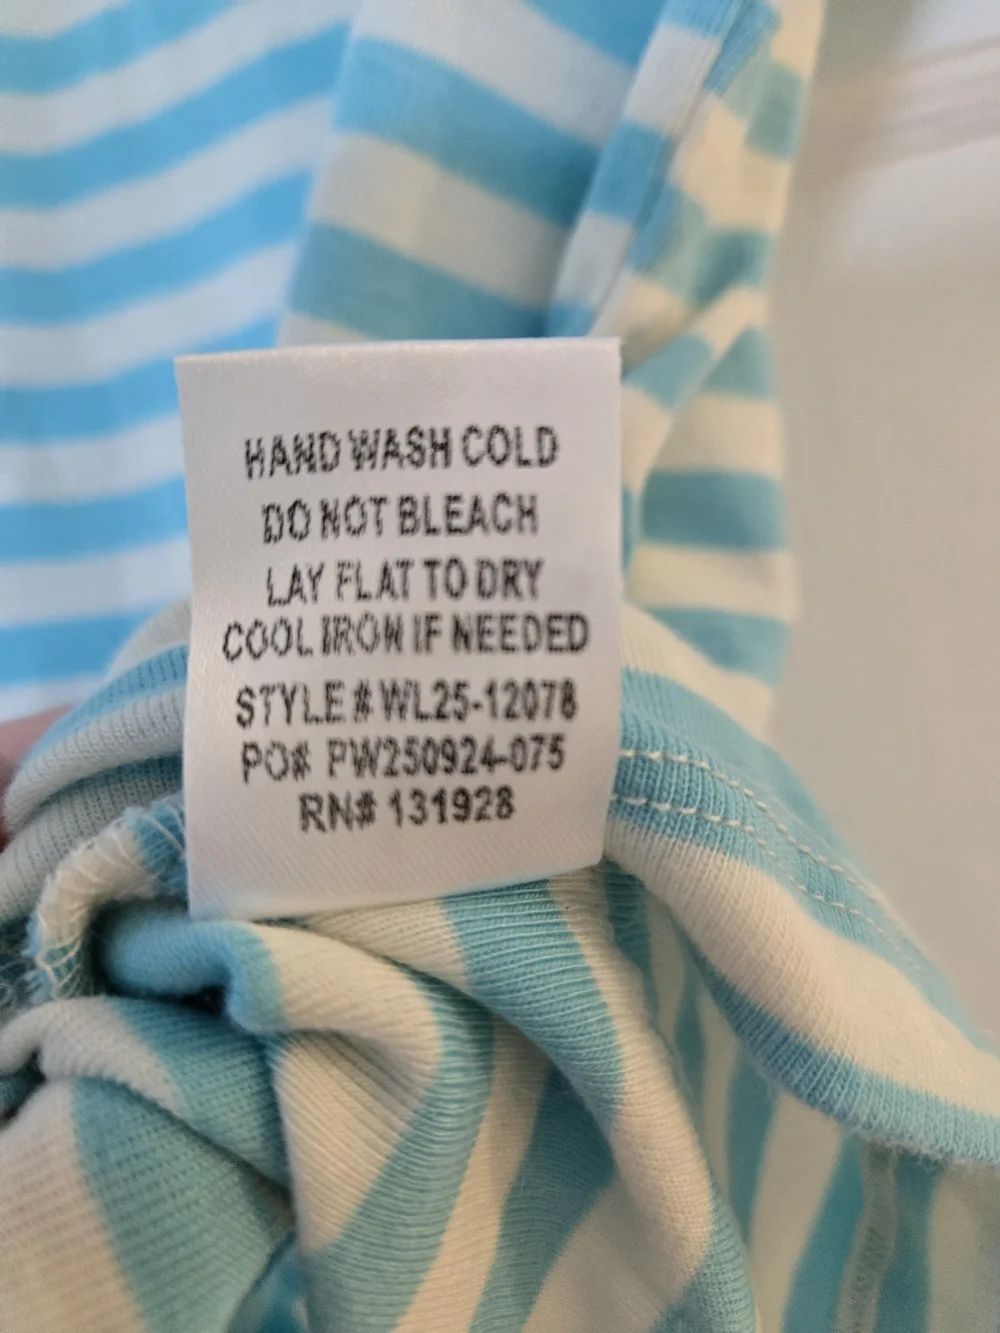 HAND WASH COLD
DO NOT BLEACH
LAY FLAT TO DRY
COOL IRON IF NEEDED
STYLE # WL25-12078
PO# PW250924-075
RN# 131928